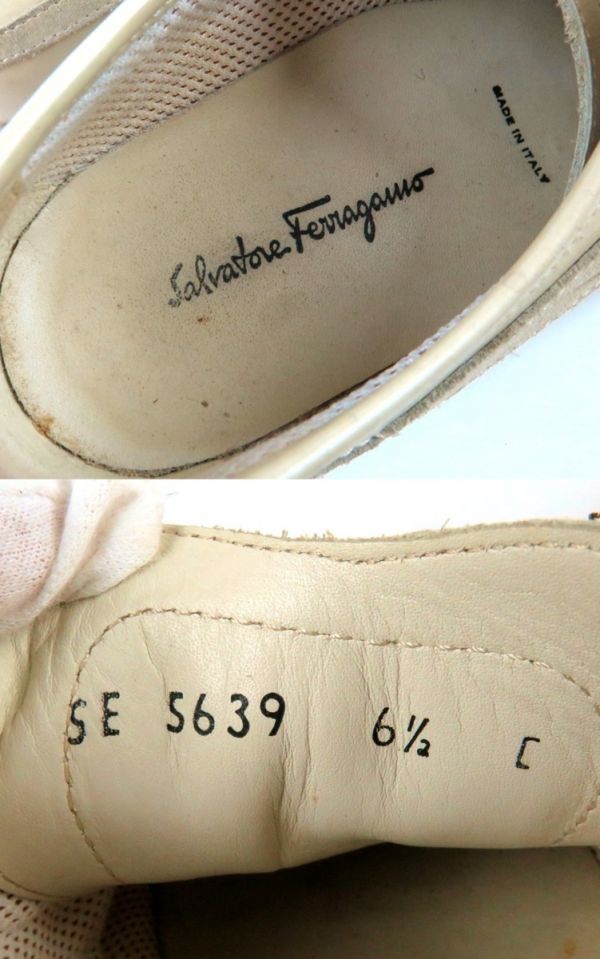 MADE IN ITALY
Salvatore Ferragamo
SE 5639 6½ C